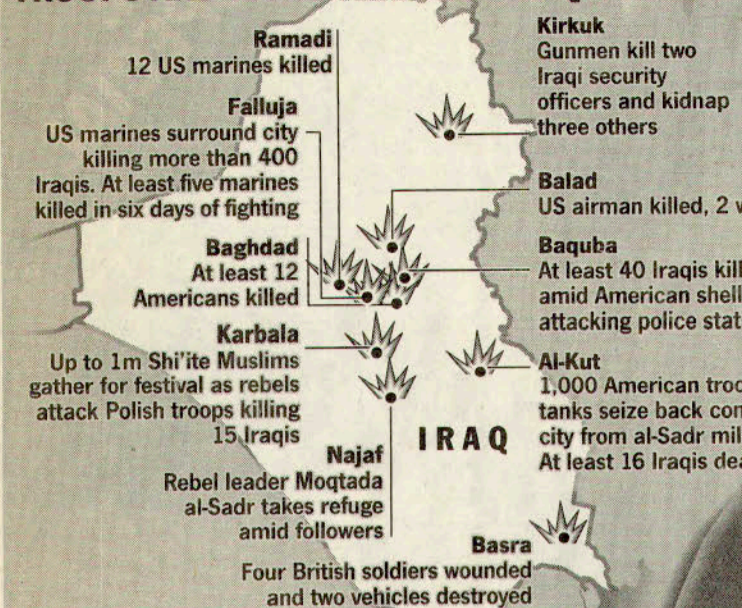 Ramadi
12 US marines killed
Falluja
US marines surround city
killing more than 400
Iraqis. At least five marines
killed in six days of fighting
Baghdad
At least 12
Americans killed
Karbala
Up to 1m Shi'ite Muslims
gather for festival as rebels
attack Polish troops killing
15 Iraqis
Najaf
Rebel leader Moqtada
al-Sadr takes refuge
amid followers
Kirkuk
Gunmen kill two
Iraqi security
officers and kidnap
three others
Balad
US airman killed, 2
Baquba
At least 40 Iraqis
amid American
attacking police
Al-Kut
1,000 American
tanks seize back
city from al-Sadr
At least 16 Iraqis
IRAQ
Basra
Four British soldiers wounded
and two vehicles destroyed